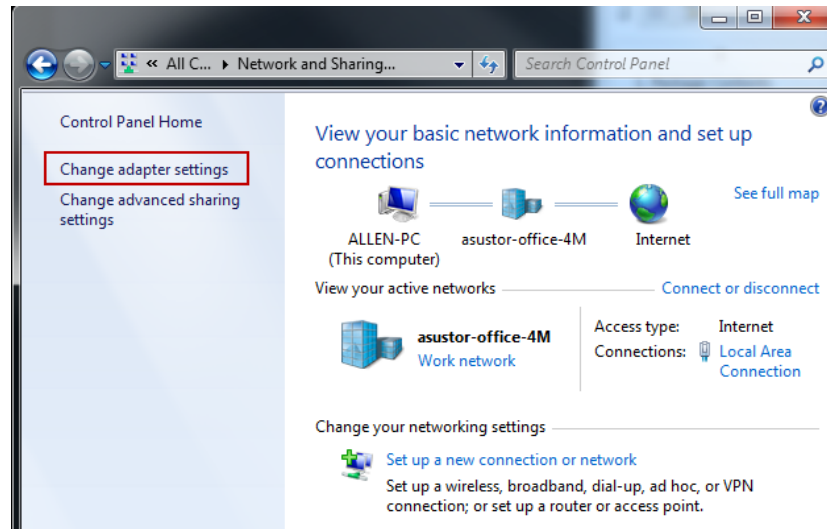 « All C... ▸ Network and Sharing...
Search Control Panel
Control Panel Home
Change adapter settings
Change advanced sharing
settings
View your basic network information and set up
connections
See full map
ALLEN-PC
(This computer)
asustor-office-4M
Internet
View your active networks
Connect or disconnect
asustor-office-4M
Work network
Access type: Internet
Connections: Local Area
Connection
Change your networking settings
Set up a new connection or network
Set up a wireless, broadband, dial-up, ad hoc, or VPN
connection; or set up a router or access point.